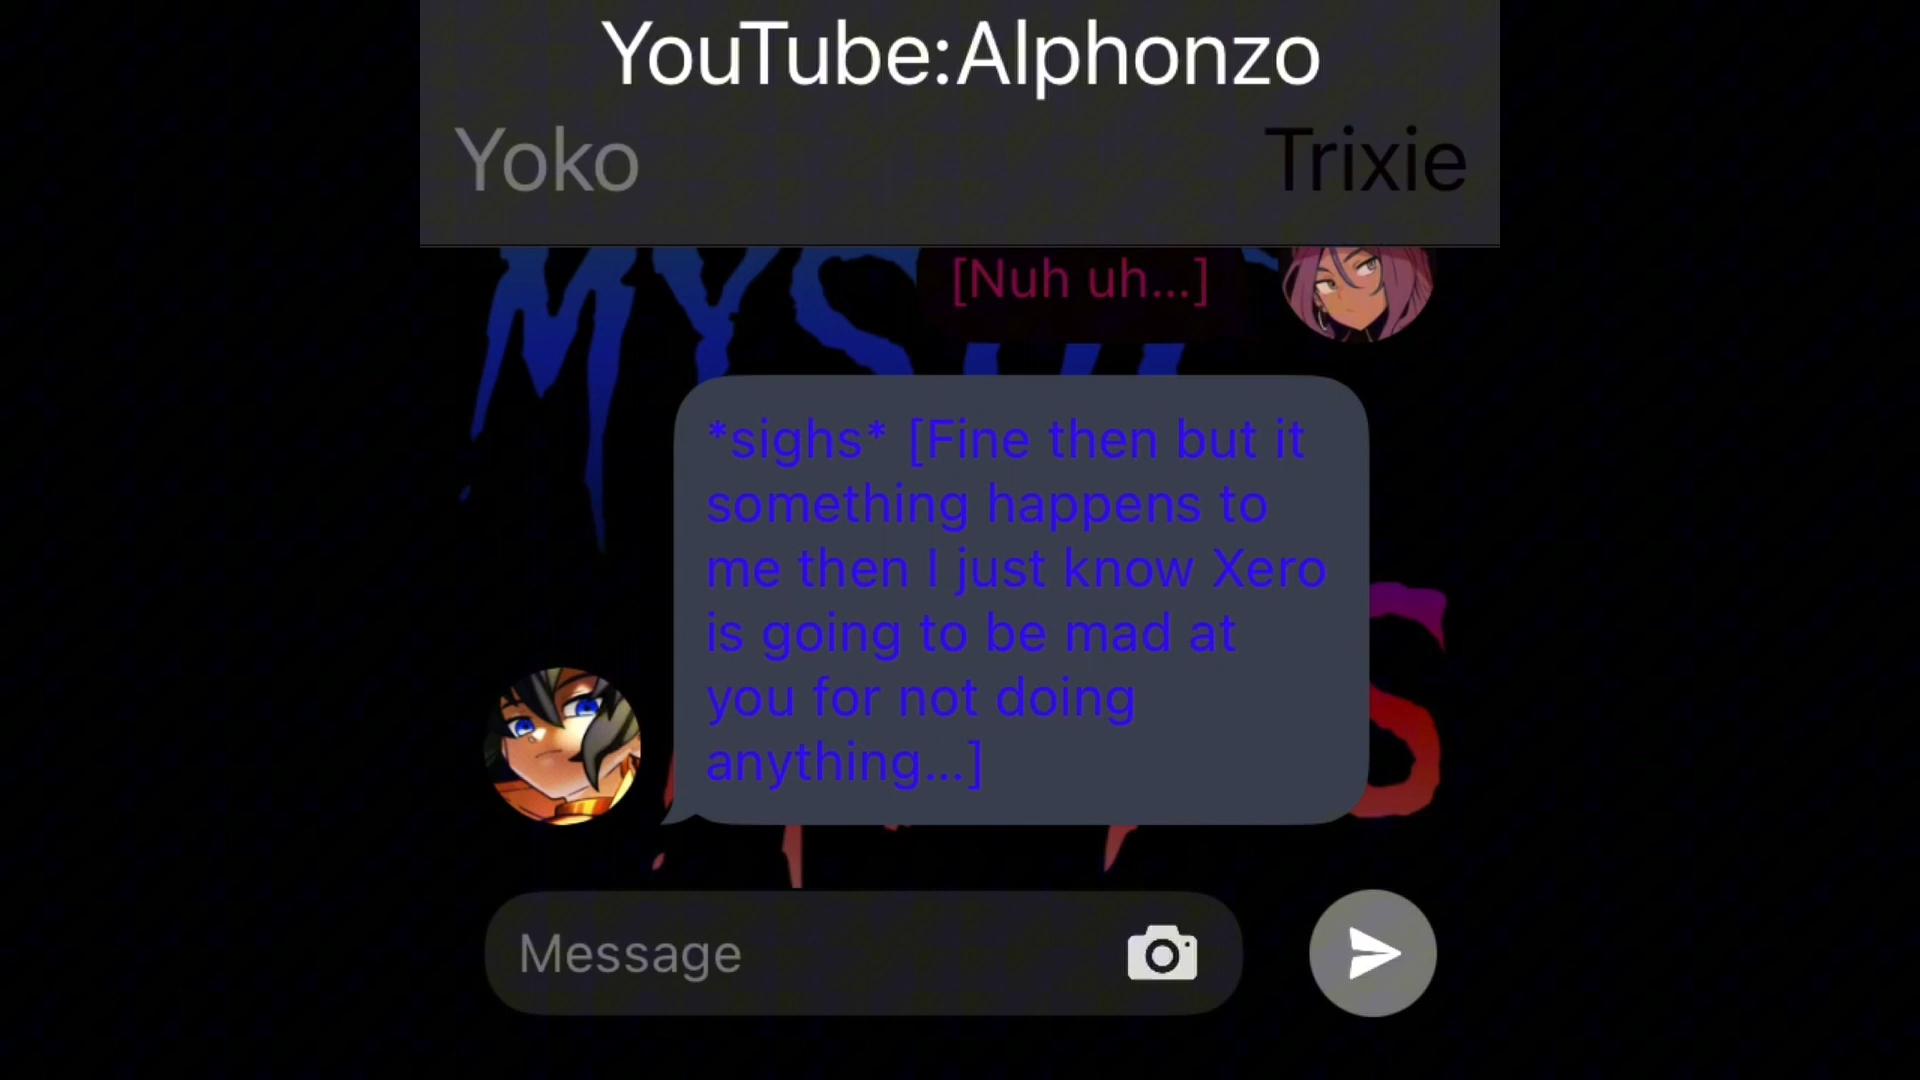 YouTube:Alphonzo
Yoko
Trixie
[Nuh uh...]
*sighs* [Fine then but it
something happens to
me then I just know Xero
is going to be mad at
you for not doing
anything...]
Message